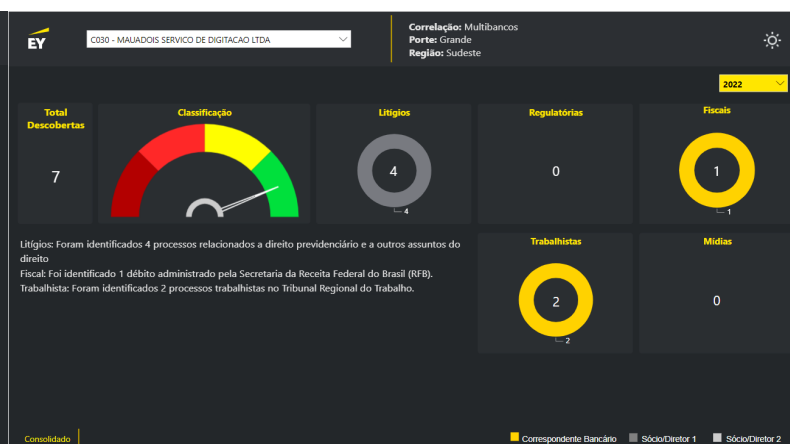 Correlação: Multibancos
EY
C030 - MAUADOIS SERVICO DE DIGITACAO LTDA
Porte: Grande
Região: Sudeste
2022
Total Descobertas
Classificação
Litígios
Regulatórias
Fiscais
7
4
0
1
4
1
Litígios: Foram identificados 4 processos relacionados a direito previdenciário e a outros assuntos do
direito
Fiscal: Foi identificado 1 débito administrado pela Secretaria da Receita Federal do Brasil (RFB).
Trabalhista: Foram identificados 2 processos trabalhistas no Tribunal Regional do Trabalho.
Trabalhistas
Mídias
2
0
2
Consolidado
Correspondente Bancário
Sócio/Diretor 1
Sócio/Diretor 2